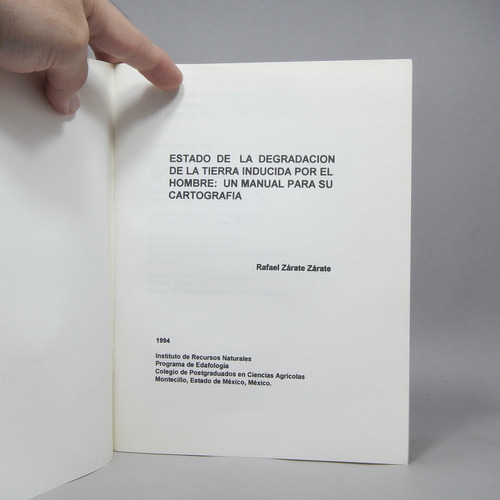 ESTADO DE LA DEGRADACION
DE LA TIERRA INDUCIDA POR EL
HOMBRE: UN MANUAL PARA SU
CARTOGRAFIA
Rafael Zárate Zárate
1994
Instituto de Recursos Naturales
Programa de Edafología
Colegio de Postgraduados en Ciencias Agrícolas
Montecillo, Estado de México, México.